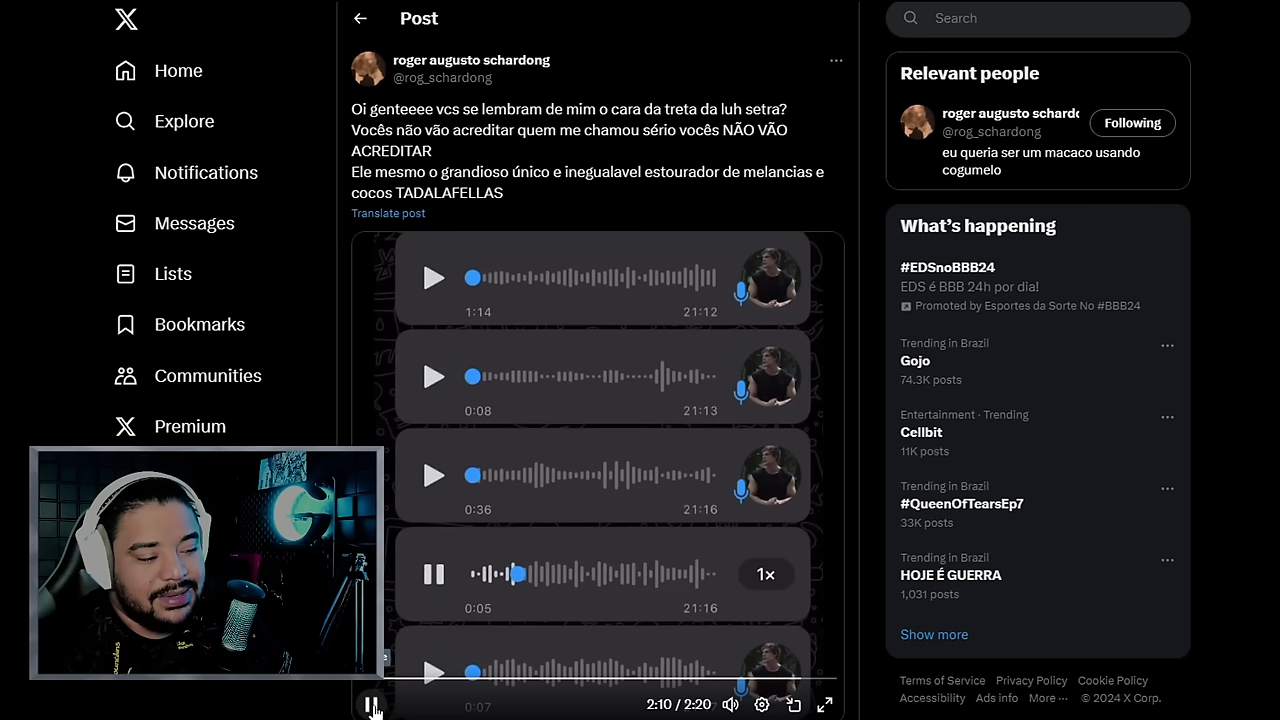 Home
Explore
Notifications
Messages
Lists
Bookmarks
Communities
Premium
Post
roger augusto schardong
@rog_schardong
Oi genteeee vcs se lembram de mim o cara da treta da luh setra?
Vocês não vão acreditar quem me chamou sério vocês NÃO VÃO
ACREDITAR
Ele mesmo o grandioso único e inegualavel estourador de melancias e
cocos TADALAFELLAS
Translate post
1:14 21:12
0:08 21:13
0:36 21:16
1×
0:05 21:16
0:07
2:10 / 2:20
Search
Relevant people
roger augusto schardo
@rog_schardong
Following
eu queria ser um macaco usando
cogumelo
What's happening
#EDSnoBBB24
EDS é BBB 24h por dia!
Promoted by Esportes da Sorte No #BBB24
Trending in Brazil
Gojo
74.3K posts
Entertainment · Trending
Cellbit
11K posts
Trending in Brazil
#QueenOfTearsEp7
33K posts
Trending in Brazil
HOJE É GUERRA
1,031 posts
Show more
Terms of Service Privacy Policy Cookie Policy
Accessibility Ads info More ··· © 2024 X Corp.